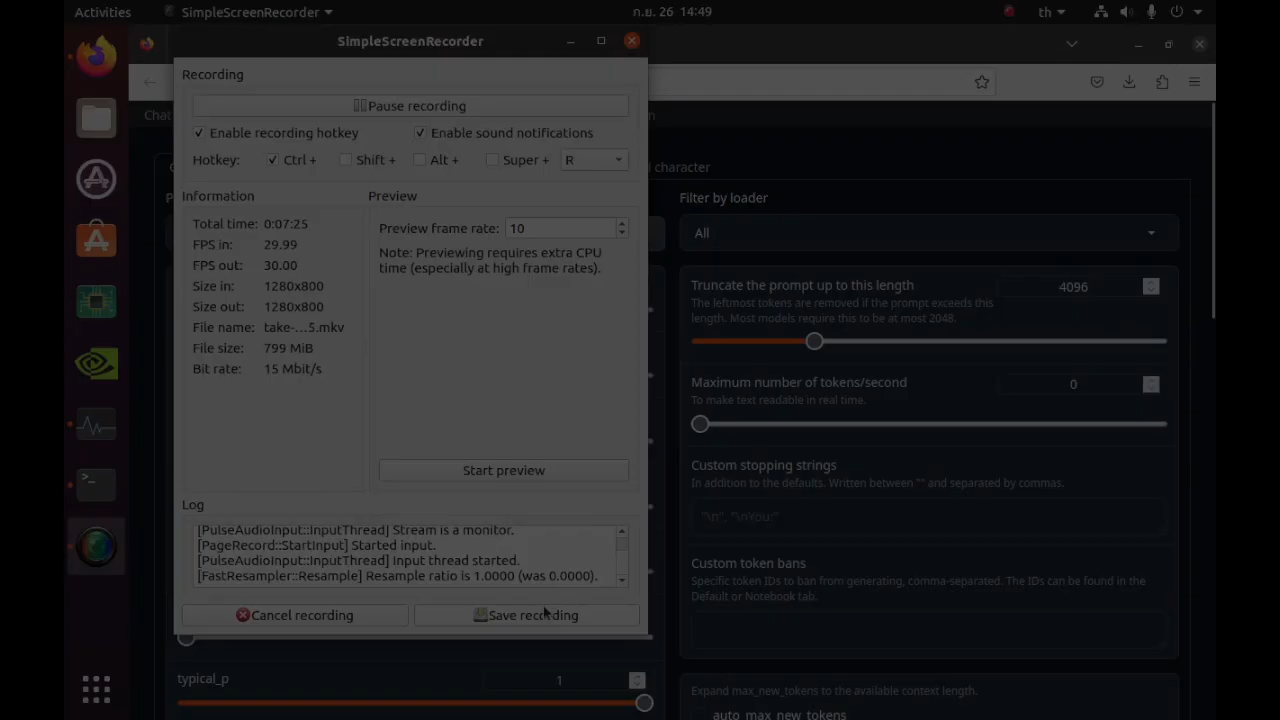 Activities
SimpleScreenRecorder
ก.ย. 26 14:49
th
SimpleScreenRecorder
Recording
Pause recording
Enable recording hotkey
Enable sound notifications
Hotkey:
Ctrl +
Shift +
Alt +
Super +
R
Information
Total time: 0:07:25
FPS in: 29.99
FPS out: 30.00
Size in: 1280x800
Size out: 1280x800
File name: take-...5.mkv
File size: 799 MiB
Bit rate: 15 Mbit/s
Preview
Preview frame rate: 10
Note: Previewing requires extra CPU
time (especially at high frame rates).
Start preview
Log
[PulseAudioInput::InputThread] Stream is a monitor.
[PageRecord::StartInput] Started input.
[PulseAudioInput::InputThread] Input thread started.
[FastResampler::Resample] Resample ratio is 1.0000 (was 0.0000).
Cancel recording
Save recording
Chat
character
Filter by loader
All
Truncate the prompt up to this length
4096
The leftmost tokens are removed if the prompt exceeds this
length. Most models require this to be at most 2048.
Maximum number of tokens/second
0
To make text readable in real time.
Custom stopping strings
In addition to the defaults. Written between "" and separated by commas.
"\n", "\nYou:"
Custom token bans
Specific token IDs to ban from generating, comma-separated. The IDs can be found in the
Default or Notebook tab.
typical_p
1
Expand max_new_tokens to the available context length.
auto_max_new_tokens